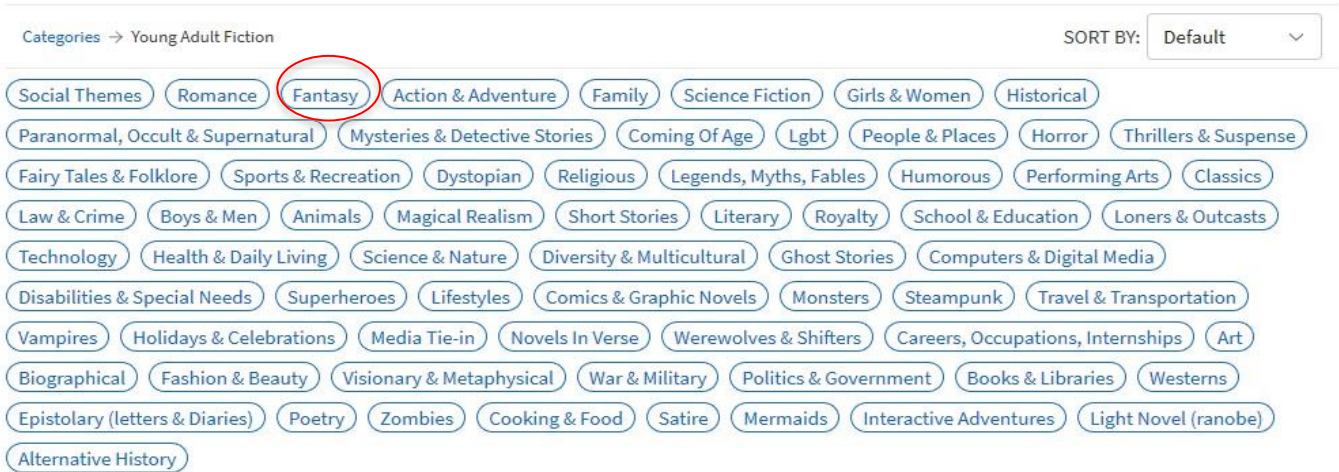 Categories → Young Adult Fiction SORT BY: Default
Social Themes Romance Fantasy Action & Adventure Family Science Fiction Girls & Women Historical
Paranormal, Occult & Supernatural Mysteries & Detective Stories Coming Of Age Lgbt People & Places Horror Thrillers & Suspense
Fairy Tales & Folklore Sports & Recreation Dystopian Religious Legends, Myths, Fables Humorous Performing Arts Classics
Law & Crime Boys & Men Animals Magical Realism Short Stories Literary Royalty School & Education Loners & Outcasts
Technology Health & Daily Living Science & Nature Diversity & Multicultural Ghost Stories Computers & Digital Media
Disabilities & Special Needs Superheroes Lifestyles Comics & Graphic Novels Monsters Steampunk Travel & Transportation
Vampires Holidays & Celebrations Media Tie-in Novels In Verse Werewolves & Shifters Careers, Occupations, Internships Art
Biographical Fashion & Beauty Visionary & Metaphysical War & Military Politics & Government Books & Libraries Westerns
Epistolary (letters & Diaries) Poetry Zombies Cooking & Food Satire Mermaids Interactive Adventures Light Novel (ranobe)
Alternative History